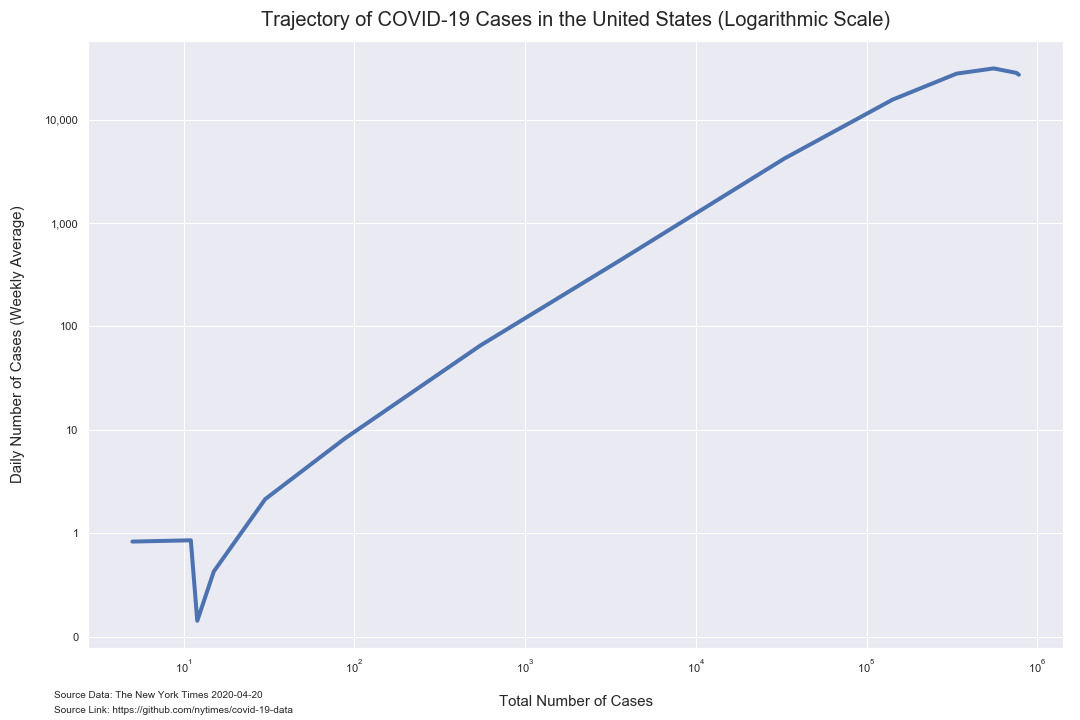 Trajectory of COVID-19 Cases in the United States (Logarithmic Scale)
Daily Number of Cases (Weekly Average)
10,000
1,000
100
10
1
0
10¹ 10² 10³ 10⁴ 10⁵ 10⁶
Total Number of Cases
Source Data: The New York Times 2020-04-20
Source Link: https://github.com/nytimes/covid-19-data